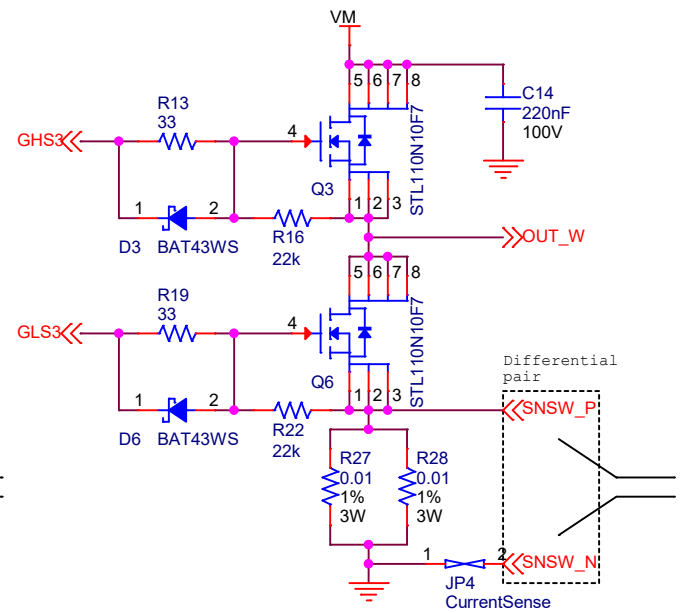 VM
5 6 7 8
C14
220nF
100V
R13
33
GHS3
4
STL110N10F7
Q3
1 2 3
1 2
R16
22k
D3 BAT43WS
OUT_W
5 6 7 8
R19
33
GLS3
4
STL110N10F7
Q6
1 2 3
1 2
R22
22k
D6 BAT43WS
Differential
pair
SNSW_P
R27
0.01
1%
3W
R28
0.01
1%
3W
1 2
SNSW_N
JP4
CurrentSense